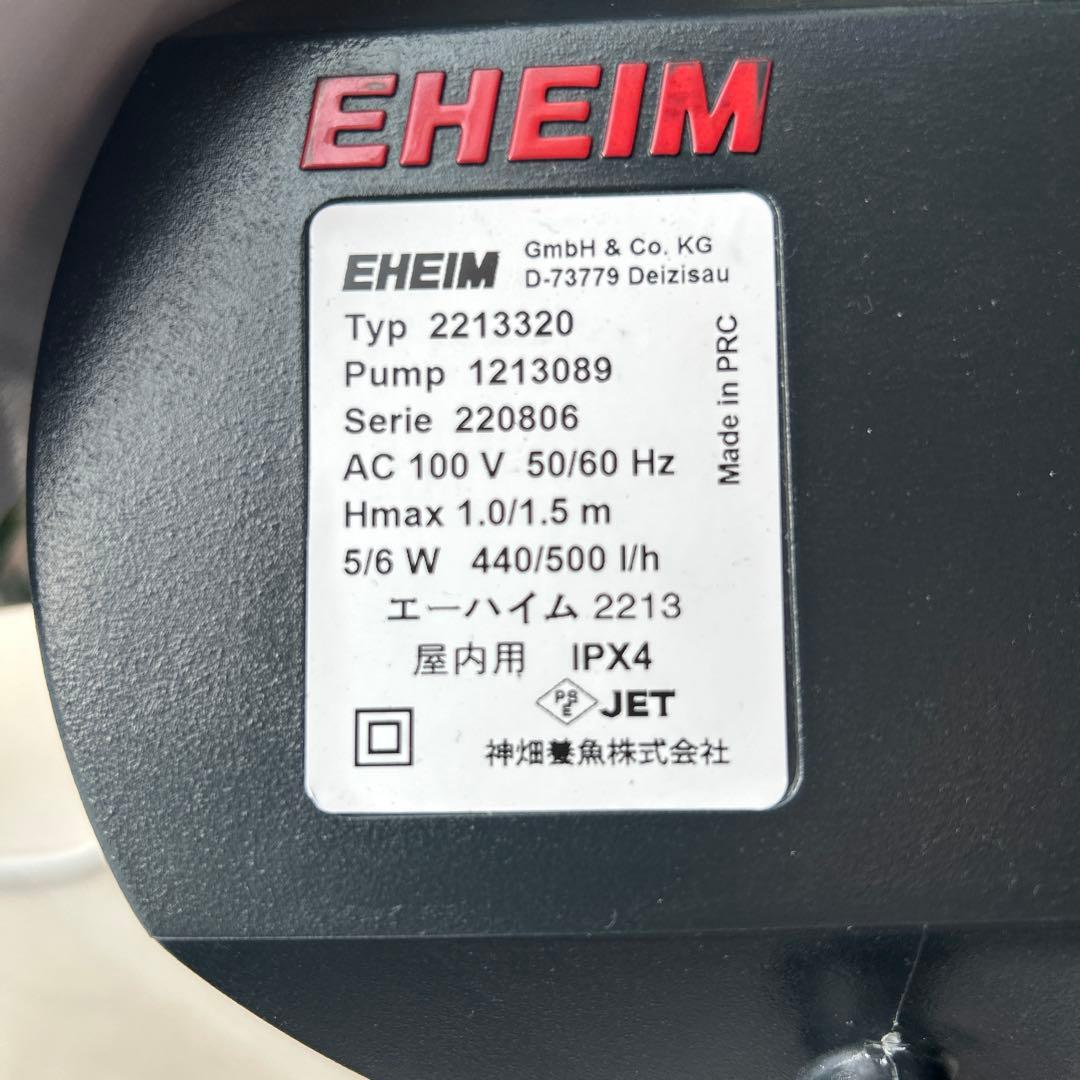 EHEIM
EHEIM GmbH & Co. KG
D-73779 Deizisau
Typ 2213320
Pump 1213089
Serie 220806
AC 100 V 50/60 Hz
Hmax 1.0/1.5 m
5/6 W 440/500 l/h
エーハイム 2213
屋内用 IPX4
PSE JET
神畑養魚株式会社
Made in PRC